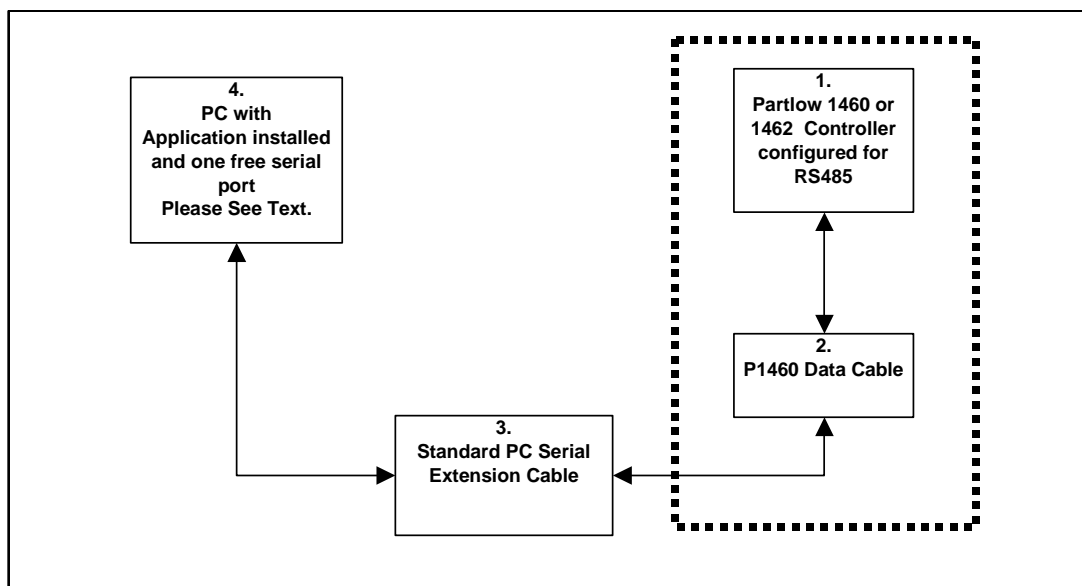 4.
PC with
Application installed
and one free serial
port
Please See Text.
1.
Partlow 1460 or
1462 Controller
configured for
RS485
2.
P1460 Data Cable
3.
Standard PC Serial
Extension Cable